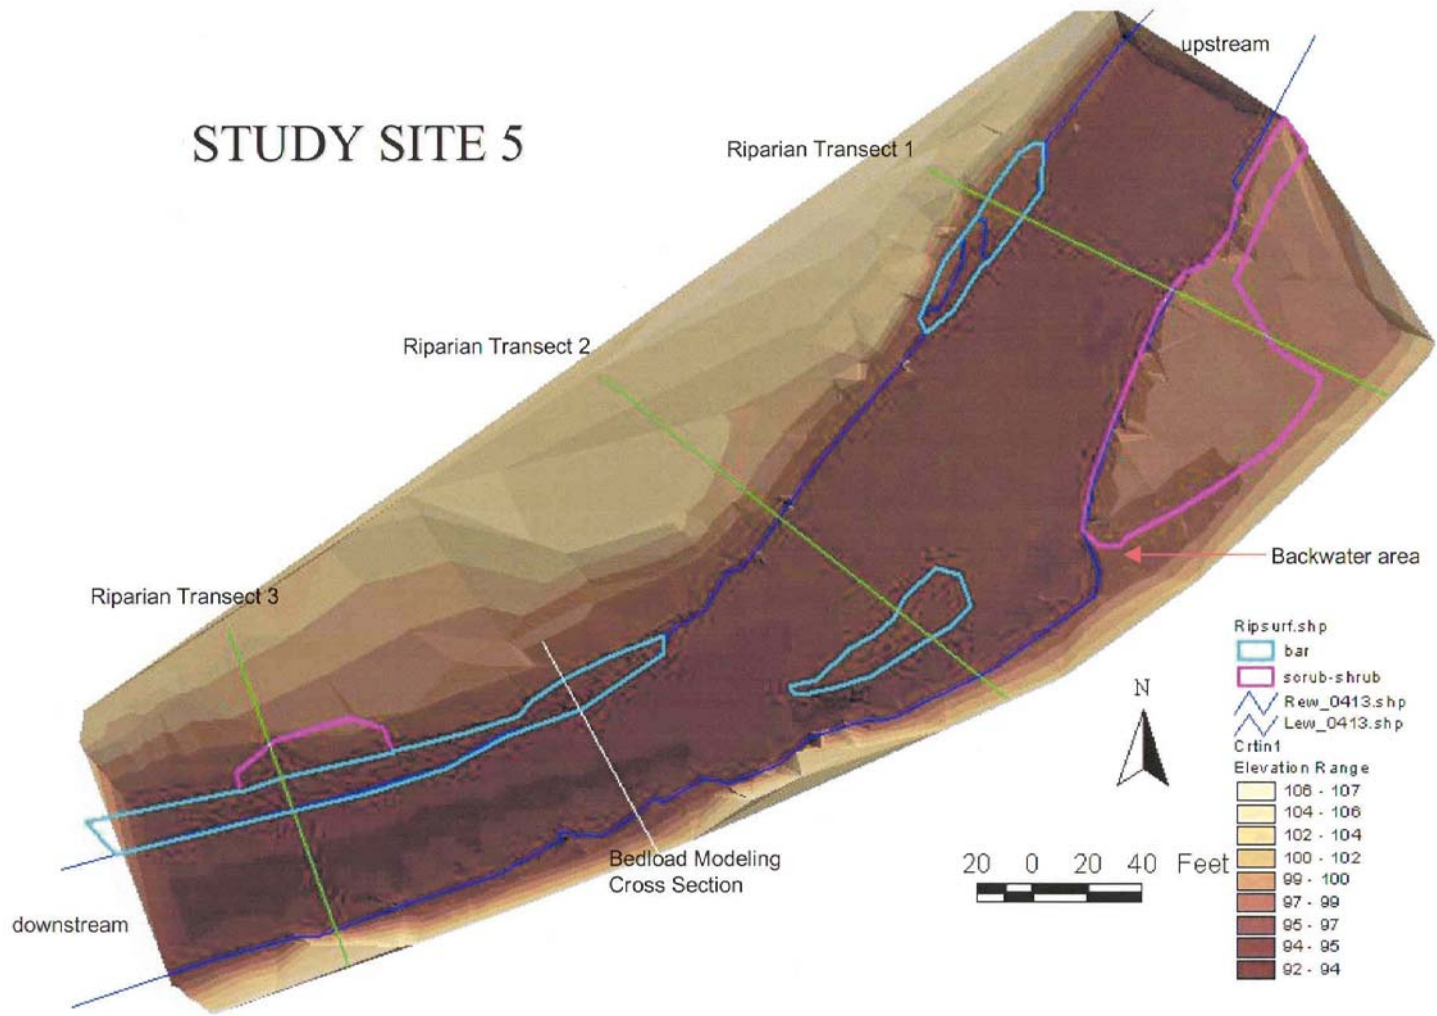 upstream
STUDY SITE 5
Riparian Transect 1
Riparian Transect 2
Riparian Transect 3
Backwater area
Ripsurf.shp
bar
scrub-shrub
Rew_0413.shp
Lew_0413.shp
Crtin1
Elevation Range
106 - 107
104 - 106
102 - 104
100 - 102
99 - 100
97 - 99
95 - 97
94 - 95
92 - 94
N
20 0 20 40 Feet
Bedload Modeling
Cross Section
downstream